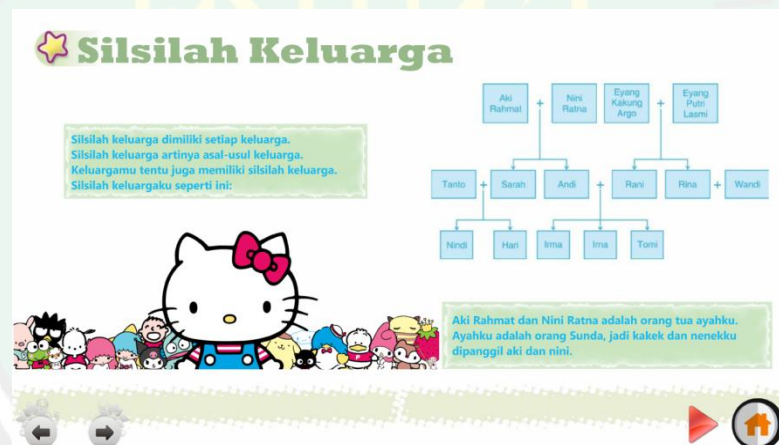 Silsilah Keluarga
Silsilah keluarga dimiliki setiap keluarga.
Silsilah keluarga artinya asal-usul keluarga.
Keluargamu tentu juga memiliki silsilah keluarga.
Silsilah keluargaku seperti ini:
Aki
Rahmat
+
Nini
Ratna
Eyang
Kakung
Argo
+
Eyang
Putri
Lasmi
Tanto + Sarah Andi + Rani Rina + Wandi
Nindi Hari Irma Irna Tomi
Aki Rahmat dan Nini Ratna adalah orang tua ayahku.
Ayahku adalah orang Sunda, jadi kakek dan nenekku
dipanggil aki dan nini.